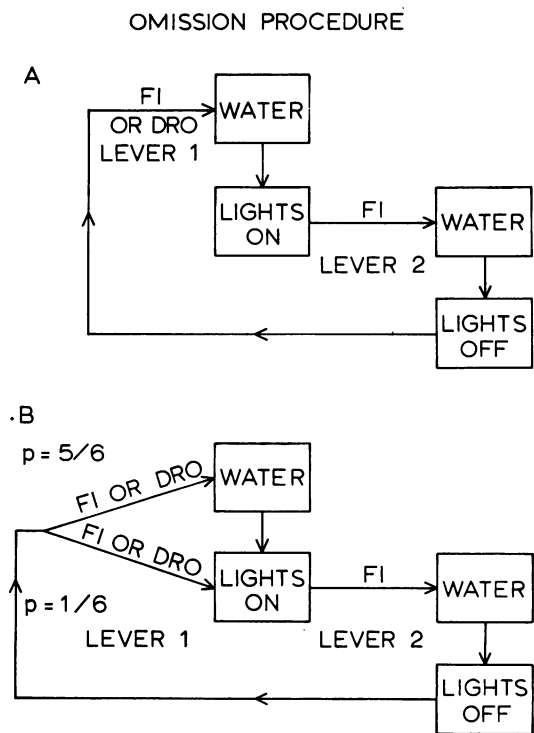 OMISSION PROCEDURE
A
FI
OR DRO
LEVER 1
WATER
LIGHTS
ON
FI
LEVER 2
WATER
LIGHTS
OFF
.B
p = 5/6
FI OR DRO
WATER
FI OR DRO
p = 1/6
LEVER 1
LIGHTS
ON
FI
LEVER 2
WATER
LIGHTS
OFF